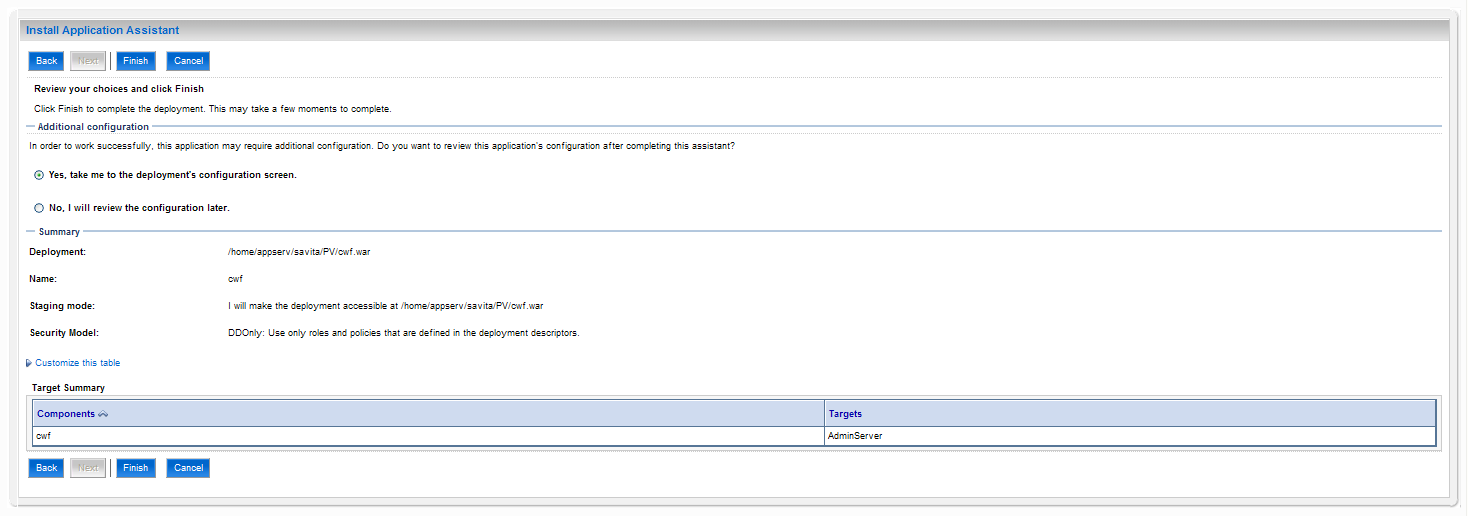 Install Application Assistant
Back Next Finish Cancel
Review your choices and click Finish
Click Finish to complete the deployment. This may take a few moments to complete.
Additional configuration
In order to work successfully, this application may require additional configuration. Do you want to review this application's configuration after completing this assistant?
Yes, take me to the deployment's configuration screen.
No, I will review the configuration later.
Summary
Deployment: /home/appserv/savita/PV/cwf.war
Name: cwf
Staging mode: I will make the deployment accessible at /home/appserv/savita/PV/cwf.war
Security Model: DDOnly: Use only roles and policies that are defined in the deployment descriptors.
Customize this table
Target Summary
Components Targets
cwf AdminServer
Back Next Finish Cancel